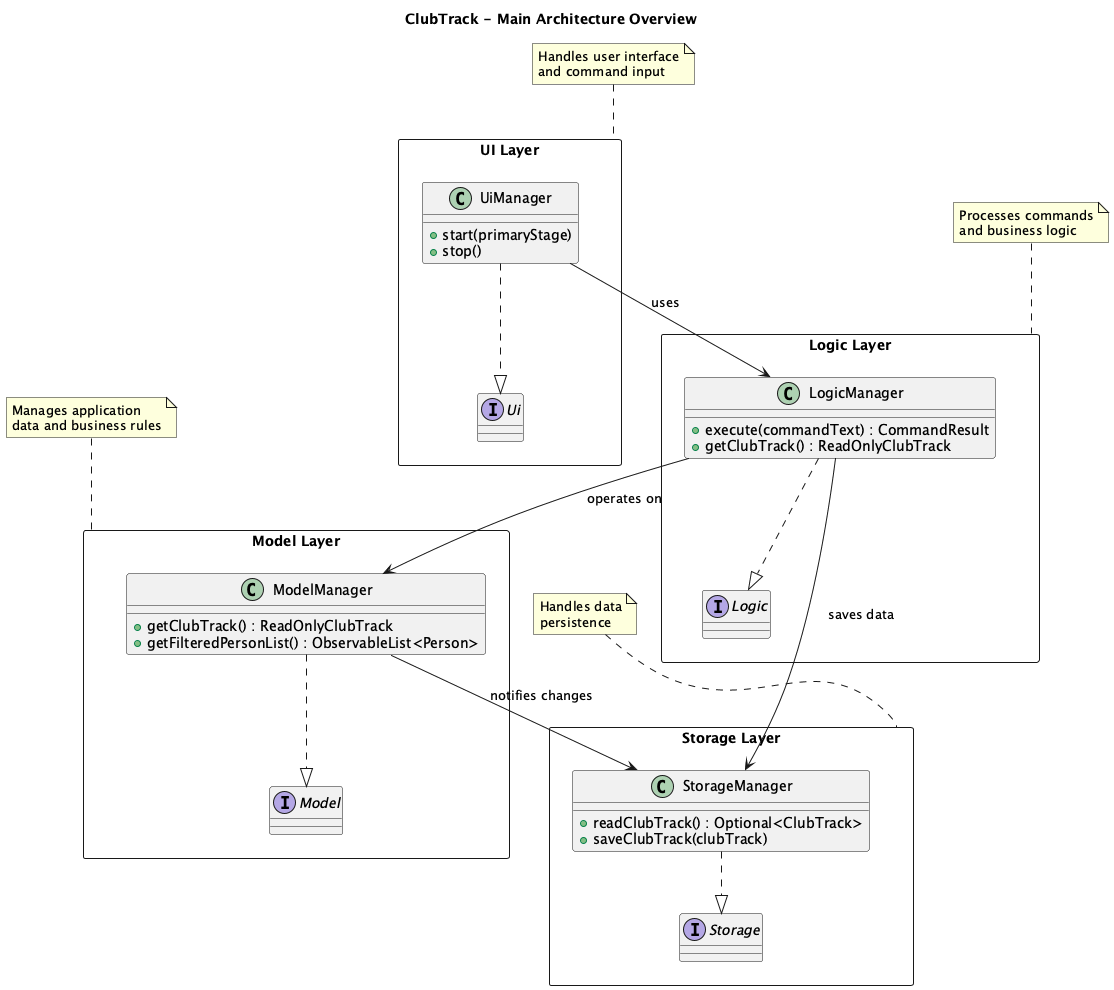 ClubTrack - Main Architecture Overview
Handles user interface
and command input
UI Layer
C UiManager
start(primaryStage)
stop()
Processes commands
and business logic
uses
Logic Layer
C LogicManager
execute(commandText) : CommandResult
getClubTrack() : ReadOnlyClubTrack
I Ui
Manages application
data and business rules
operates on
Model Layer
C ModelManager
getClubTrack() : ReadOnlyClubTrack
getFilteredPersonList() : ObservableList<Person>
I Logic
Handles data
persistence
saves data
notifies changes
Storage Layer
C StorageManager
readClubTrack() : Optional<ClubTrack>
saveClubTrack(clubTrack)
I Model
I Storage